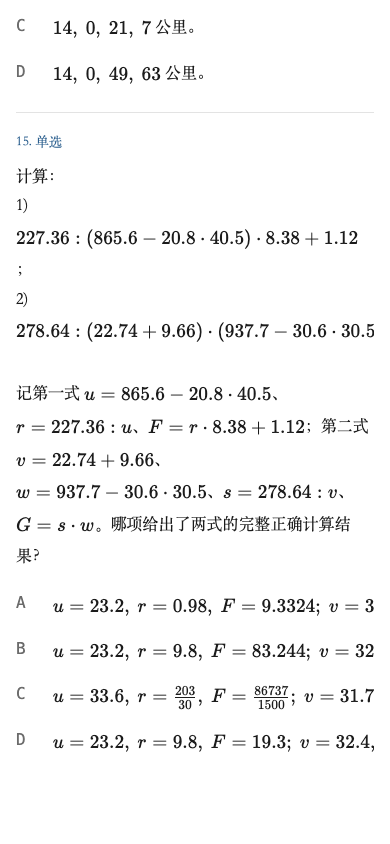 C 14, 0, 21, 7 公里。
D 14, 0, 49, 63 公里。
15. 单选
计算：
1)
227.36 : (865.6 − 20.8 · 40.5) · 8.38 + 1.12
；
2)
278.64 : (22.74 + 9.66) · (937.7 − 30.6 · 30.5
记第一式 u = 865.6 − 20.8 · 40.5、
r = 227.36 : u、F = r · 8.38 + 1.12；第二式
v = 22.74 + 9.66、
w = 937.7 − 30.6 · 30.5、s = 278.64 : v、
G = s · w。哪项给出了两式的完整正确计算结
果？
A u = 23.2, r = 0.98, F = 9.3324; v = 3
B u = 23.2, r = 9.8, F = 83.244; v = 32
C u = 33.6, r = 203/30, F = 86737/1500; v = 31.7
D u = 23.2, r = 9.8, F = 19.3; v = 32.4,